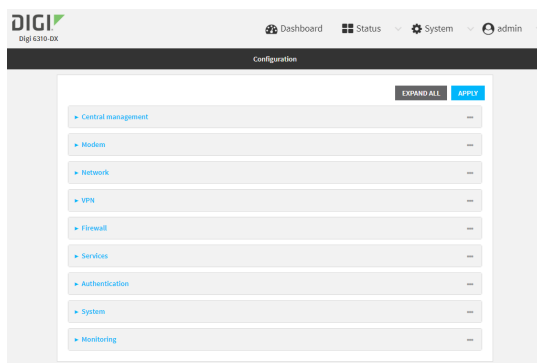 DIGI
Digi 6310-DX
Dashboard Status System admin
Configuration
EXPAND ALL APPLY
Central management
Modem
Network
VPN
Firewall
Services
Authentication
System
Monitoring